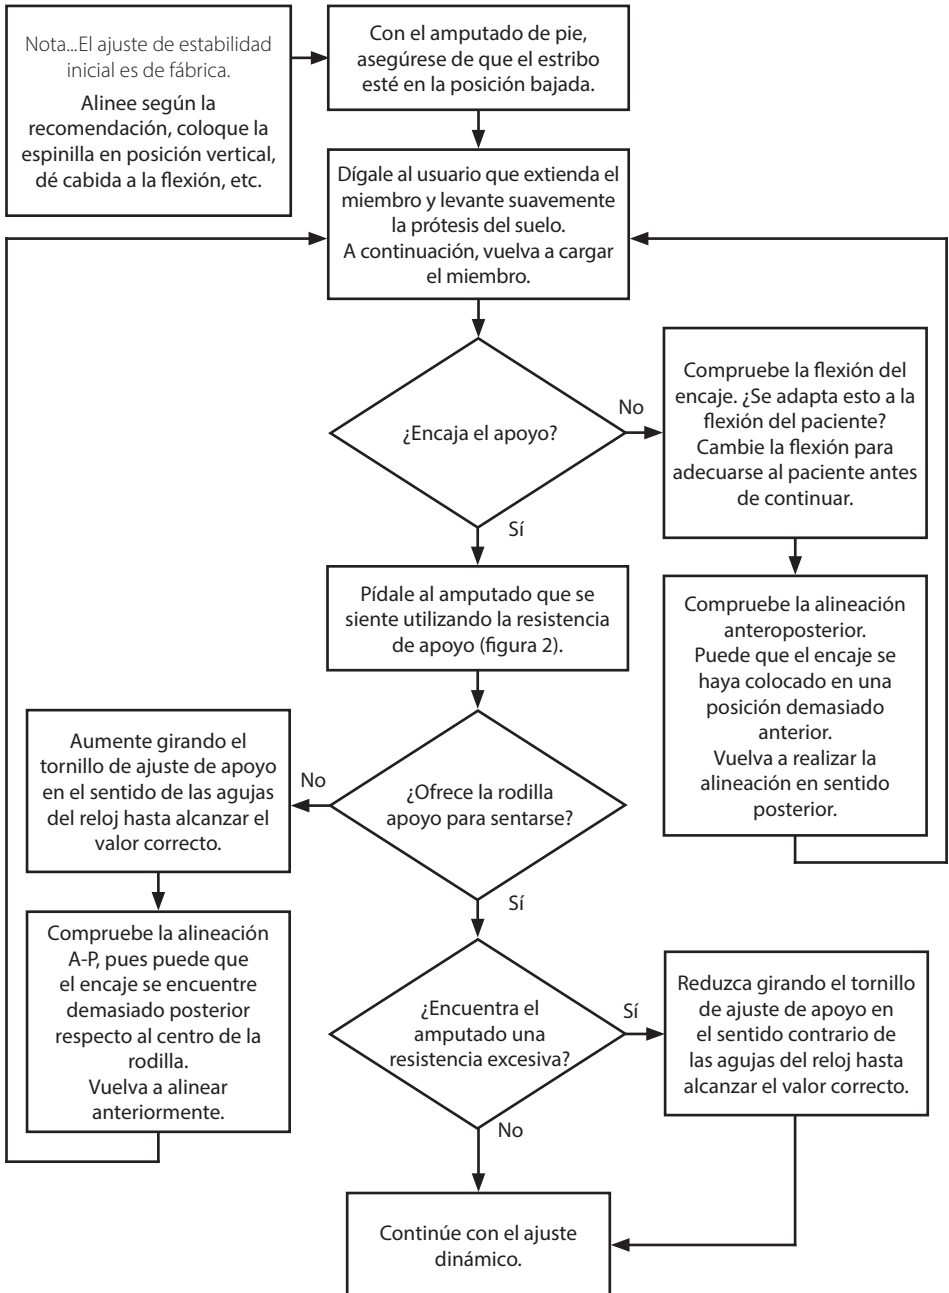 Nota...El ajuste de estabilidad
inicial es de fábrica.
Alinee según la
recomendación, coloque la
espinilla en posición vertical,
dé cabida a la flexión, etc.
Con el amputado de pie,
asegúrese de que el estribo
esté en la posición bajada.
Dígale al usuario que extienda el
miembro y levante suavemente
la prótesis del suelo.
A continuación, vuelva a cargar
el miembro.
¿Encaja el apoyo?
No
Compruebe la flexión del
encaje. ¿Se adapta esto a la
flexión del paciente?
Cambie la flexión para
adecuarse al paciente antes
de continuar.
Compruebe la alineación
anteroposterior.
Puede que el encaje se
haya colocado en una
posición demasiado
anterior.
Vuelva a realizar la
alineación en sentido
posterior.
Sí
Pídale al amputado que se
siente utilizando la resistencia
de apoyo (figura 2).
¿Ofrece la rodilla
apoyo para sentarse?
No
Aumente girando el
tornillo de ajuste de apoyo
en el sentido de las agujas
del reloj hasta alcanzar el
valor correcto.
Compruebe la alineación
A-P, pues puede que
el encaje se encuentre
demasiado posterior
respecto al centro de la
rodilla.
Vuelva a alinear
anteriormente.
Sí
¿Encuentra el
amputado una
resistencia excesiva?
Sí
Reduzca girando el tornillo
de ajuste de apoyo en
el sentido contrario de
las agujas del reloj hasta
alcanzar el valor correcto.
No
Continúe con el ajuste
dinámico.